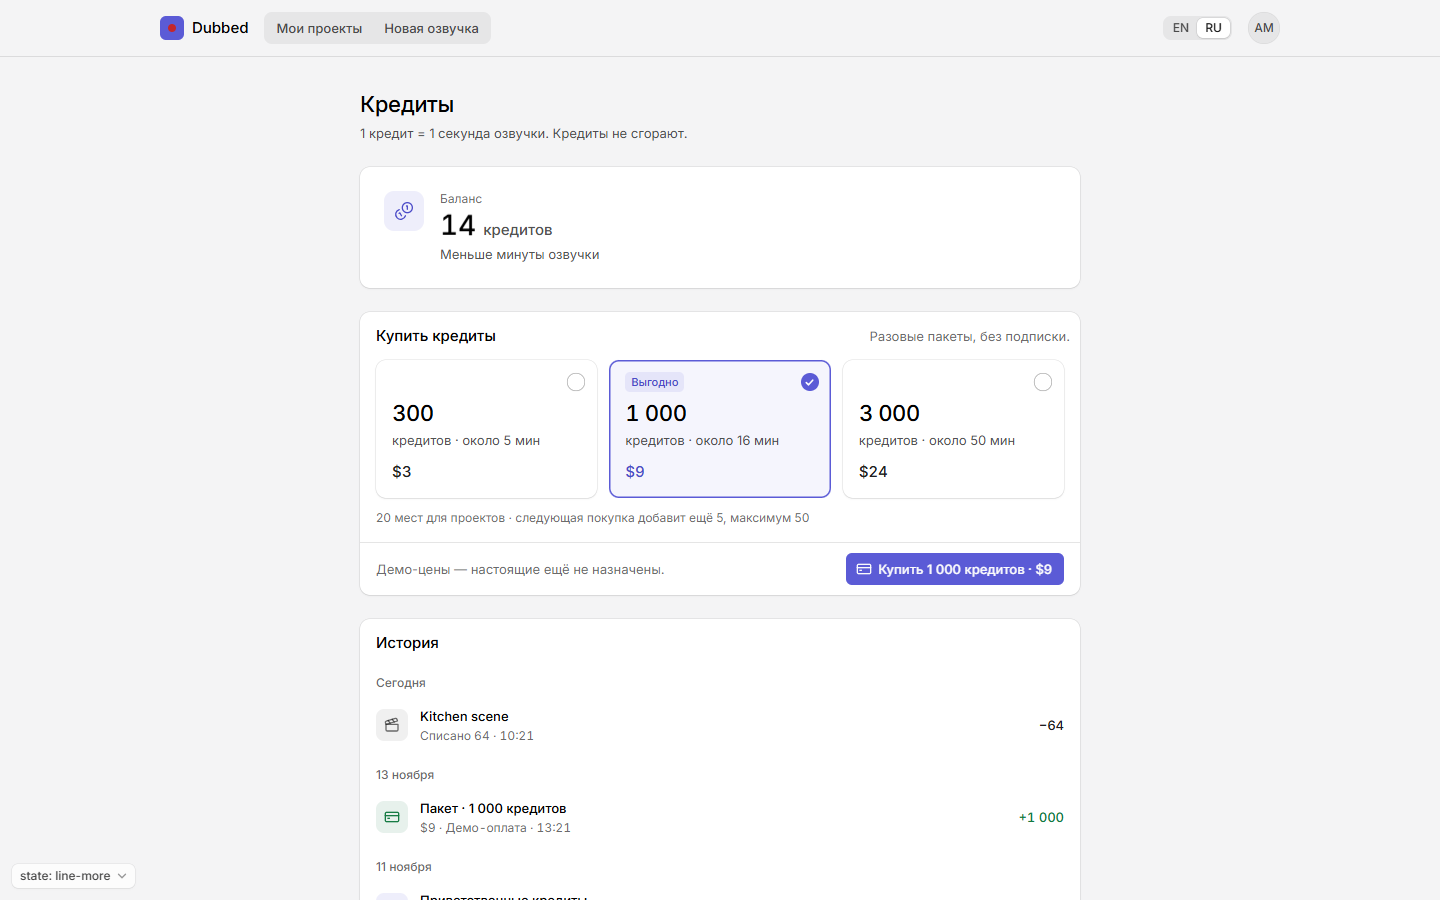 Dubbed
Мои проекты
Новая озвучка
EN
RU
AM
Кредиты
1 кредит = 1 секунда озвучки. Кредиты не сгорают.
Баланс
14 кредитов
Меньше минуты озвучки
Купить кредиты
Разовые пакеты, без подписки.
300
кредитов · около 5 мин
$3
Выгодно
1 000
кредитов · около 16 мин
$9
3 000
кредитов · около 50 мин
$24
20 мест для проектов · следующая покупка добавит ещё 5, максимум 50
Демо-цены — настоящие ещё не назначены.
Купить 1 000 кредитов · $9
История
Сегодня
Kitchen scene
Списано 64 · 10:21
−64
13 ноября
Пакет · 1 000 кредитов
$9 · Демо-оплата · 13:21
+1 000
11 ноября
Приветственные кредиты
state: line-more